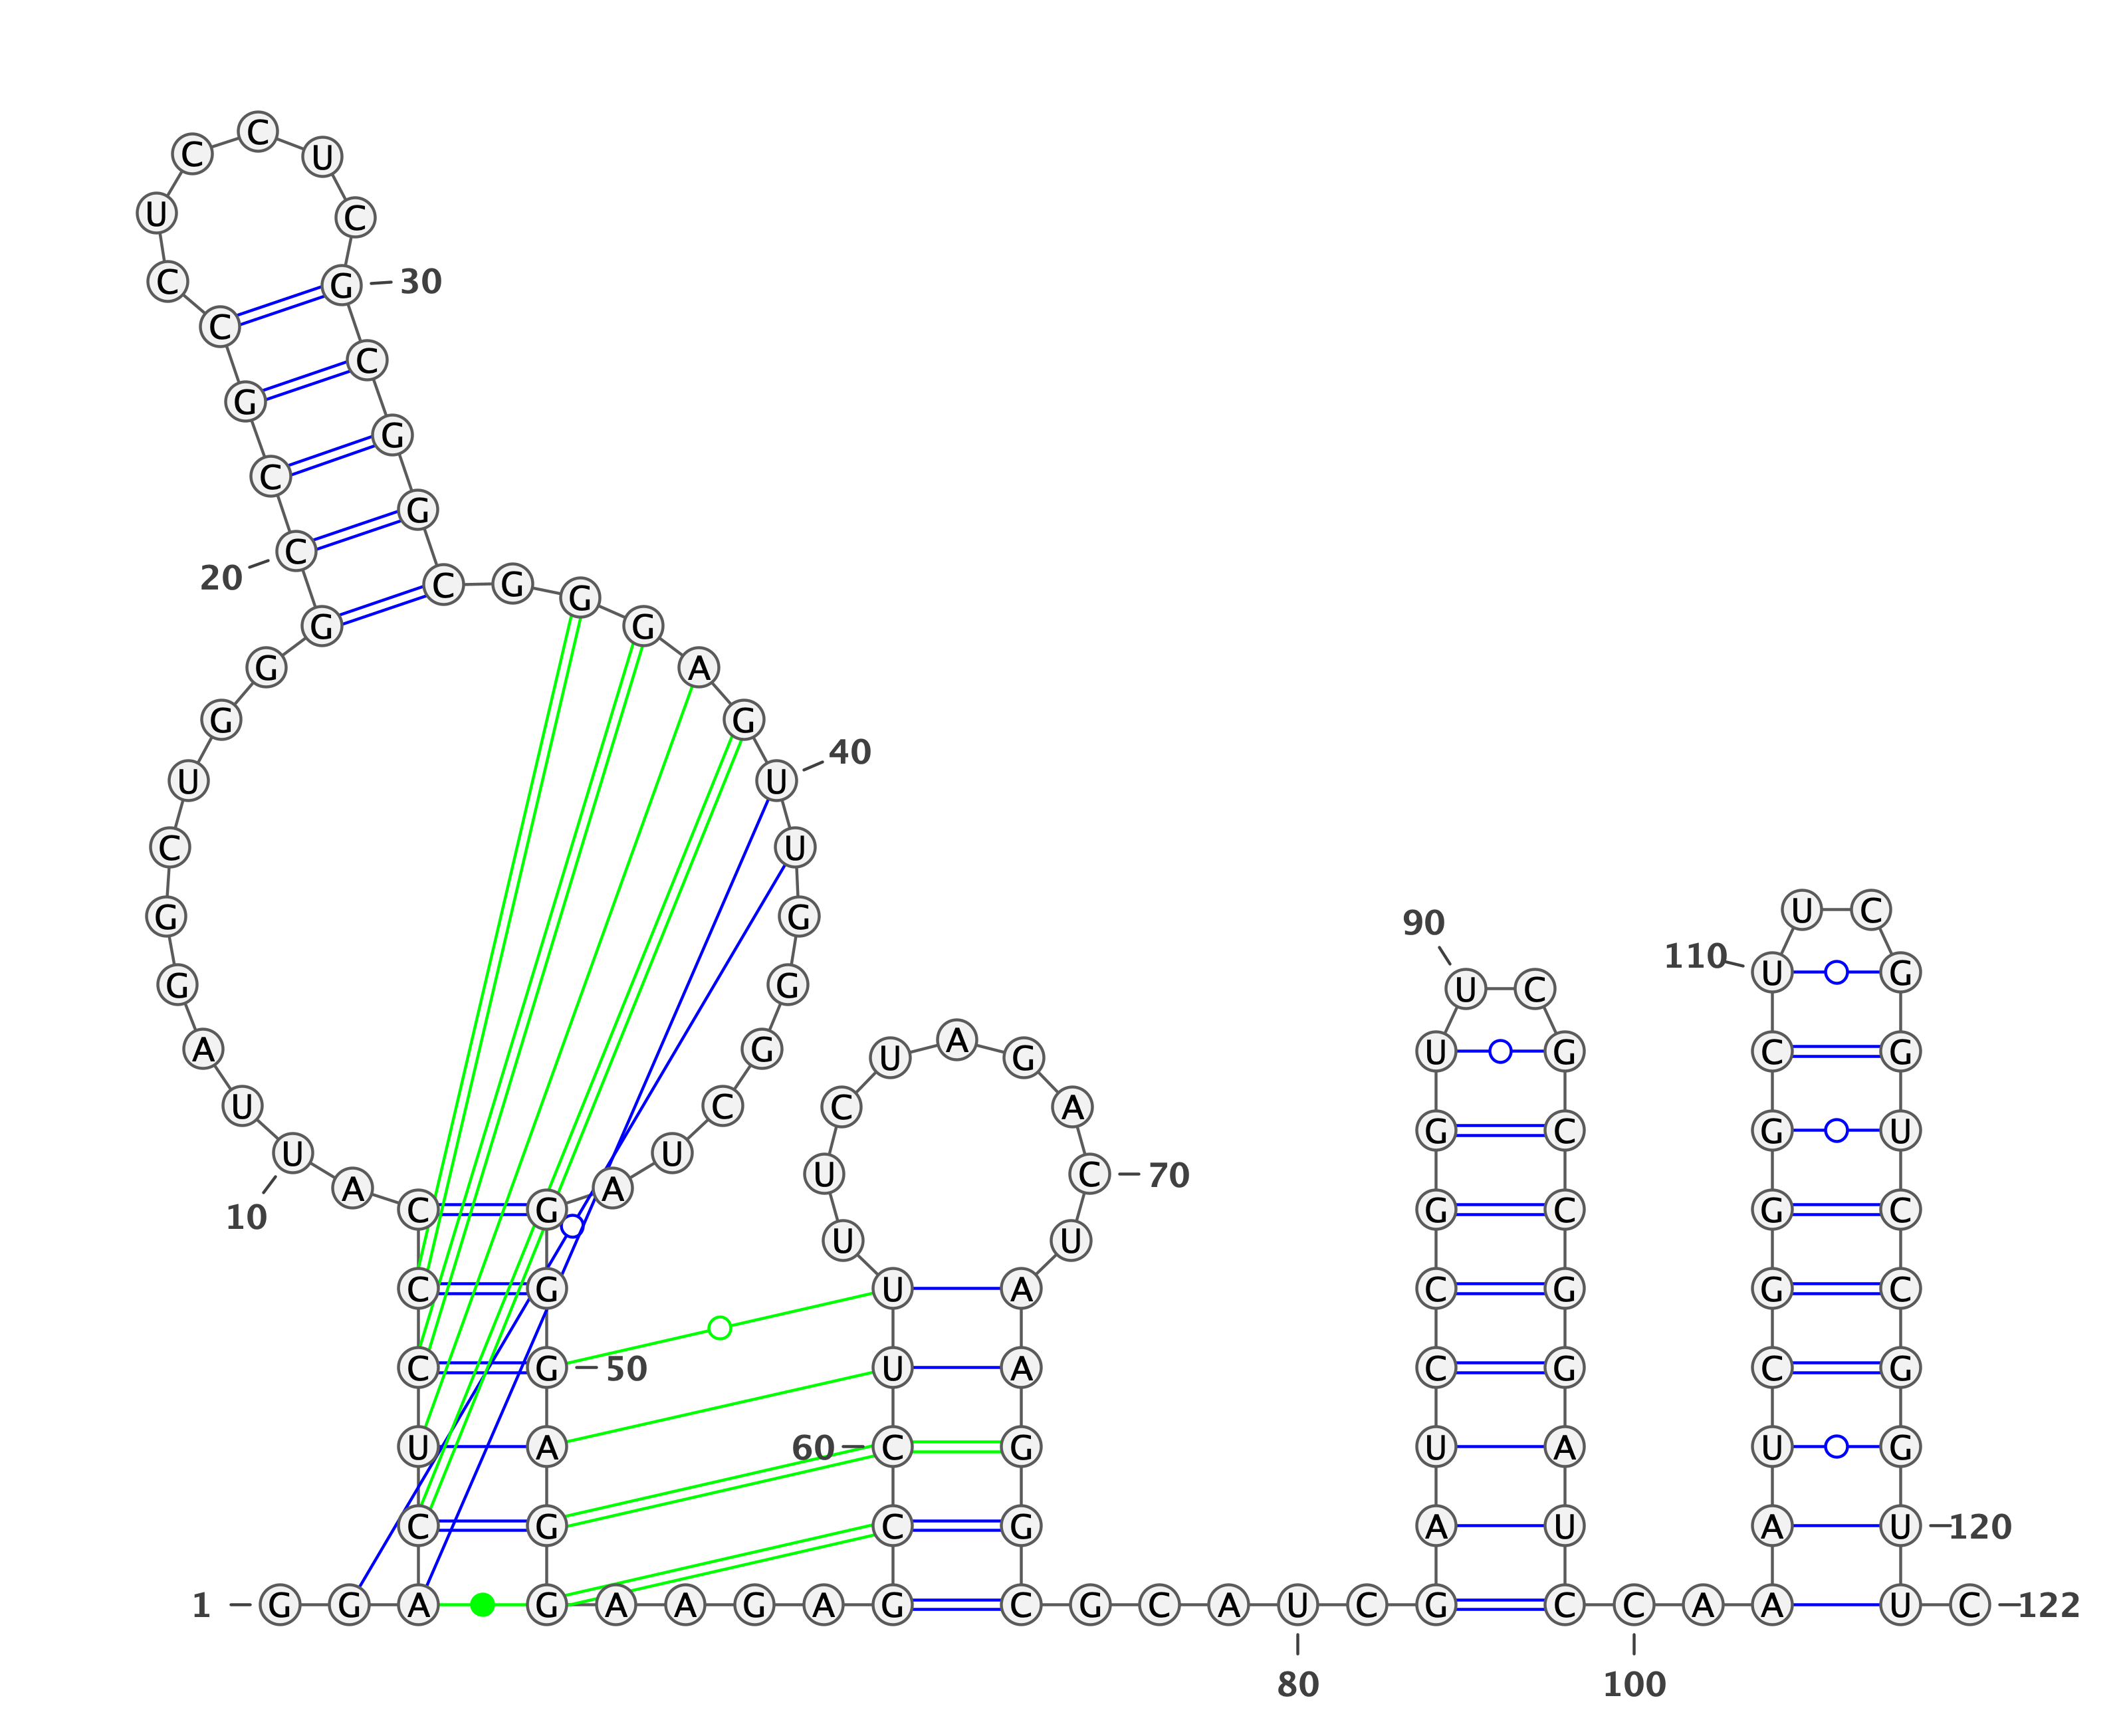 C
C U
U C
C G 30
C
C
G
G
C
G
C
20
C G G
G G
G A
G G
40
U U
C U
U C
G G
90
110 U G
G U C G
A G U A G U G C G
U C C A
G C G U
U U
U C 70
A A
C G G C G C
10
U U
C G U A C G G C
C G 50 U A C G C G
U A 60 C G U A U G
C G C G A U A U 120
1 G G A G A A G A G C G C A U C G C C A A U C 122
80 100